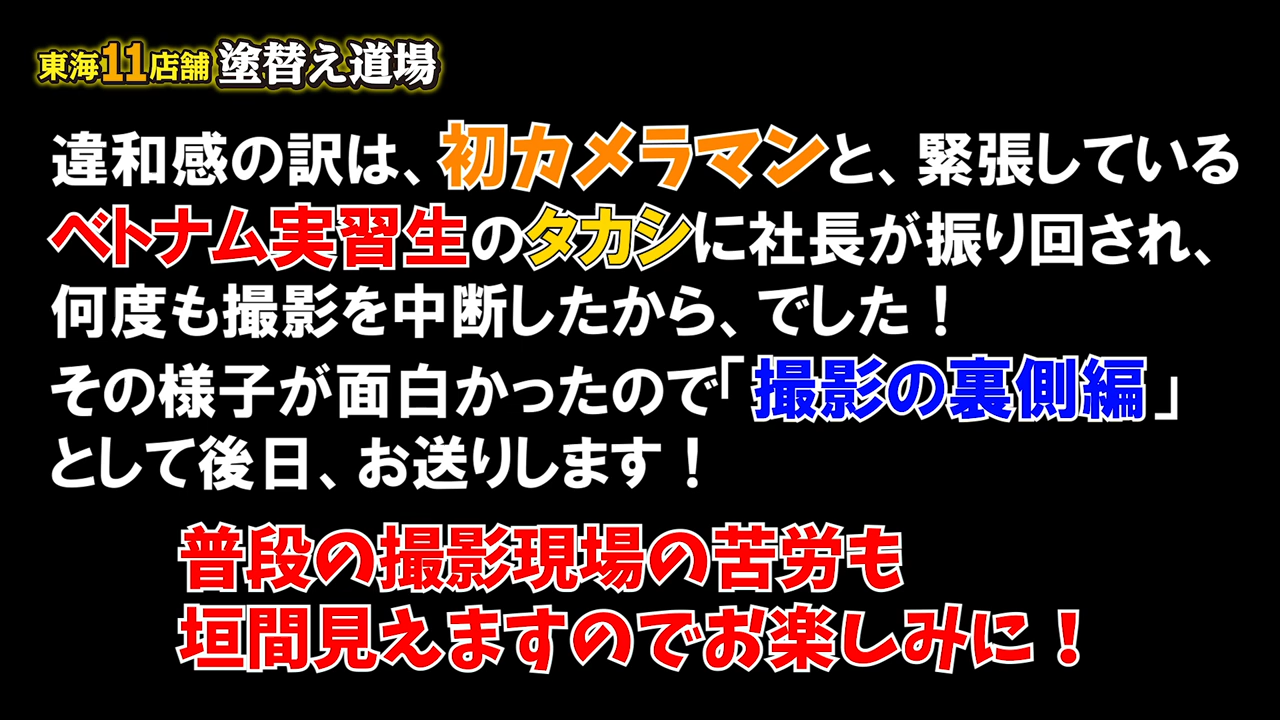 東海11店舗 塗替え道場
違和感の訳は、初カメラマンと、緊張している
ベトナム実習生のタカシに社長が振り回され、
何度も撮影を中断したから、でした！
その様子が面白かったので「撮影の裏側編」
として後日、お送りします！
普段の撮影現場の苦労も
垣間見えますのでお楽しみに！